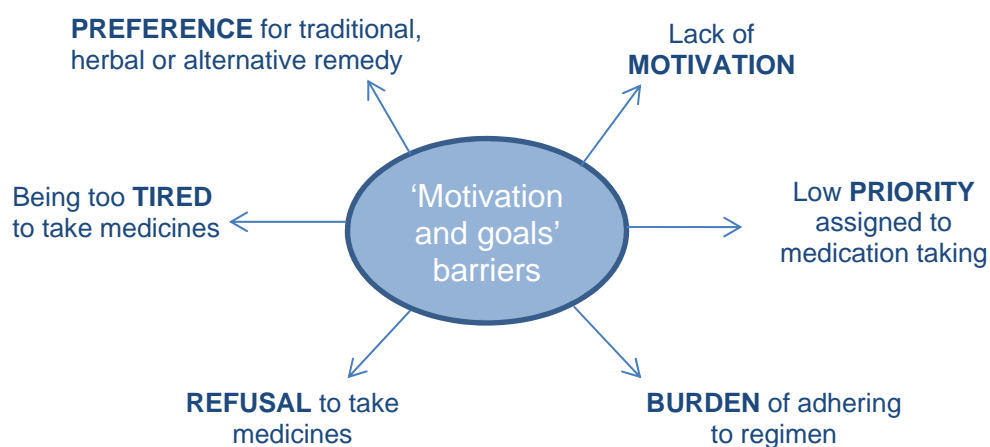 PREFERENCE for traditional,
herbal or alternative remedy
Lack of
MOTIVATION
Being too TIRED
to take medicines
‘Motivation
and goals’
barriers
Low PRIORITY
assigned to
medication taking
REFUSAL to take
medicines
BURDEN of adhering
to regimen